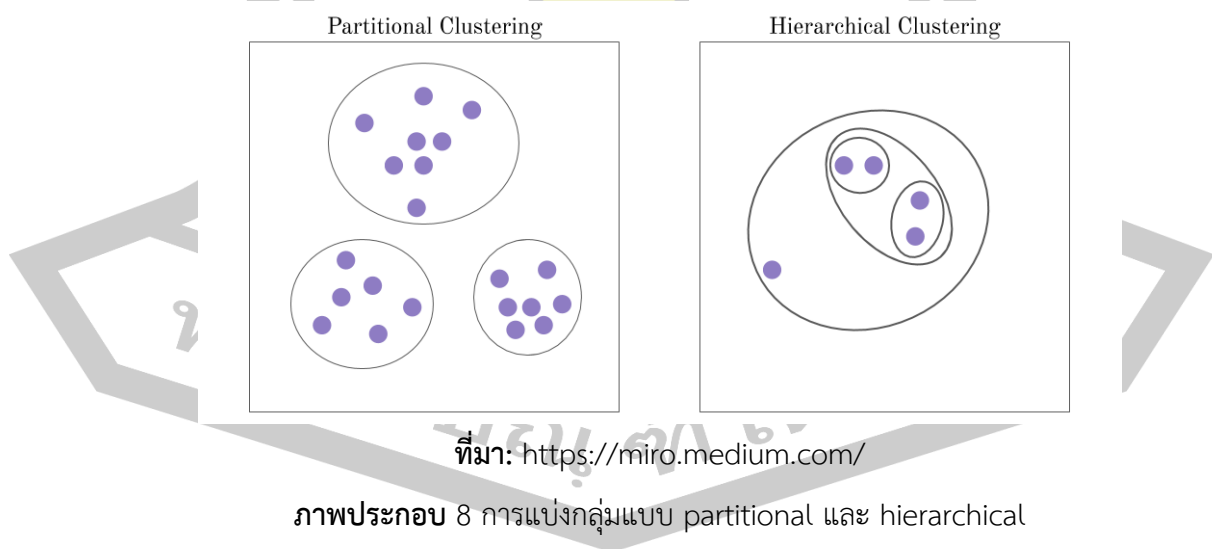 Partitional Clustering
Hierarchical Clustering
ที่มา: https://miro.medium.com/
ภาพประกอบ 8 การแบ่งกลุ่มแบบ partitional และ hierarchical